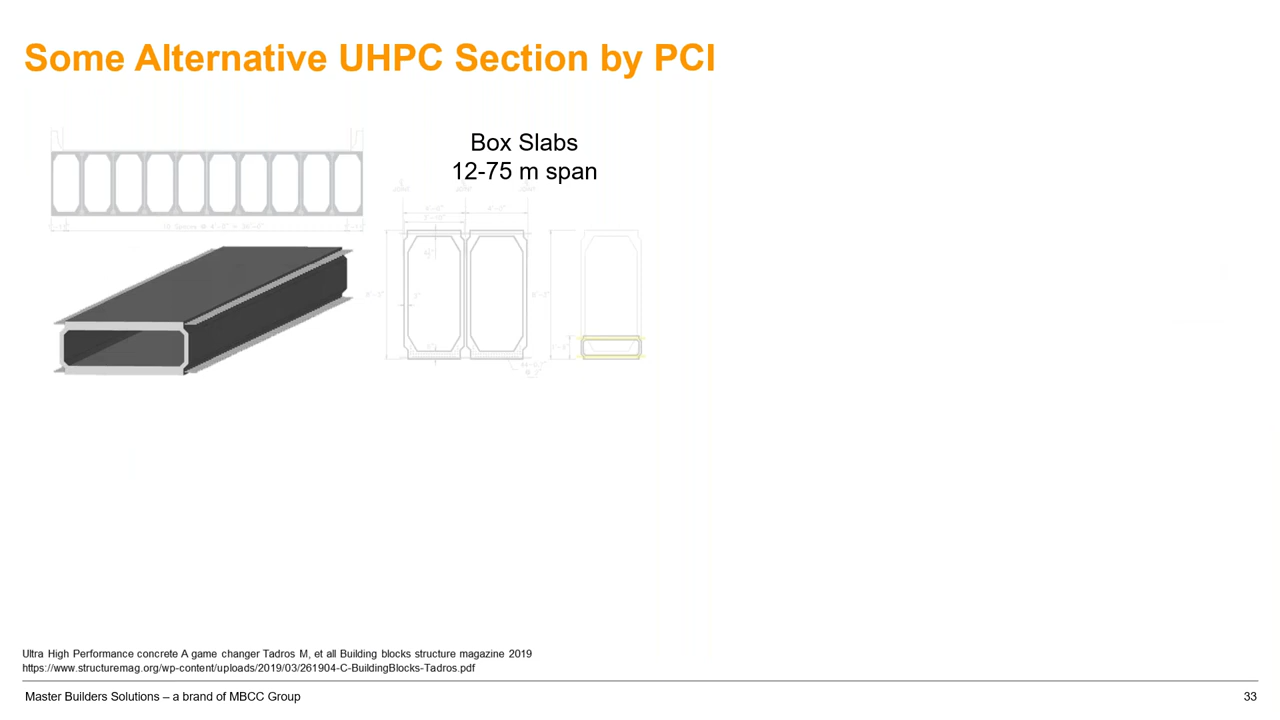 Some Alternative UHPC Section by PCI
Box Slabs
12-75 m span
Ultra High Performance concrete A game changer Tadros M, et all Building blocks structure magazine 2019
https://www.structuremag.org/wp-content/uploads/2019/03/261904-C-BuildingBlocks-Tadros.pdf
Master Builders Solutions – a brand of MBCC Group
33